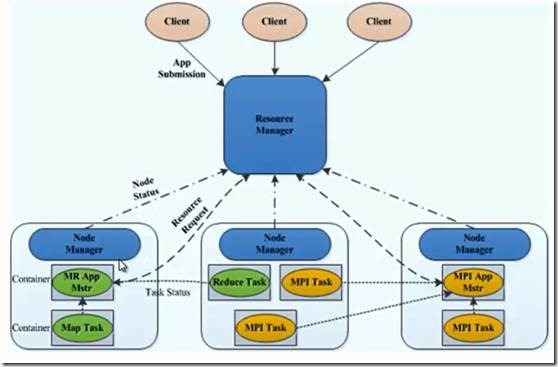 Client
Client
Client
App
Submission
Resource
Manager
Node
Status
Resource
Request
Node
Manager
Node
Manager
Node
Manager
Container
MR App
Mstr
Task Status
Reduce Task
MPI Task
MPI App
Mstr
Container
Map Task
MPI Task
MPI Task